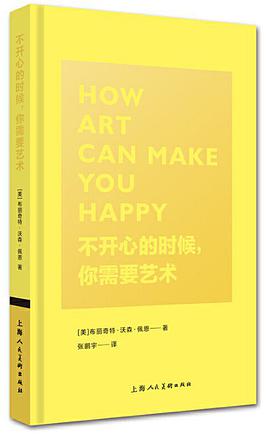 不开心的时候，你需要艺术
[美]布丽奇特·沃森·佩恩 著
上海人民美术出版社
HOW
ART
CAN MAKE
YOU
HAPPY
不开心的时候，
你需要艺术
[美]布丽奇特·沃森·佩恩——著
张鹏宇——译
上海人民美术出版社